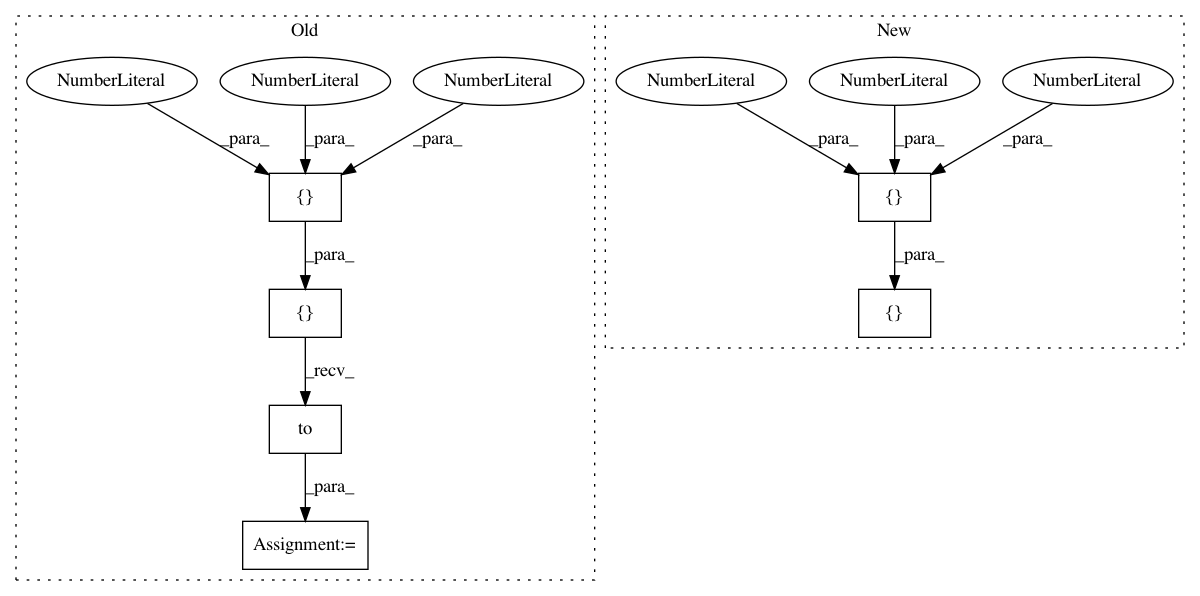 Old
New
NumberLiteral NumberLiteral NumberLiteral NumberLiteral NumberLiteral NumberLiteral
_para_ _para_ _para_ _para_ _para_ _para_
{} {}
_para_ _para_
{} {}
_recv_
to
_para_
Assignment:=